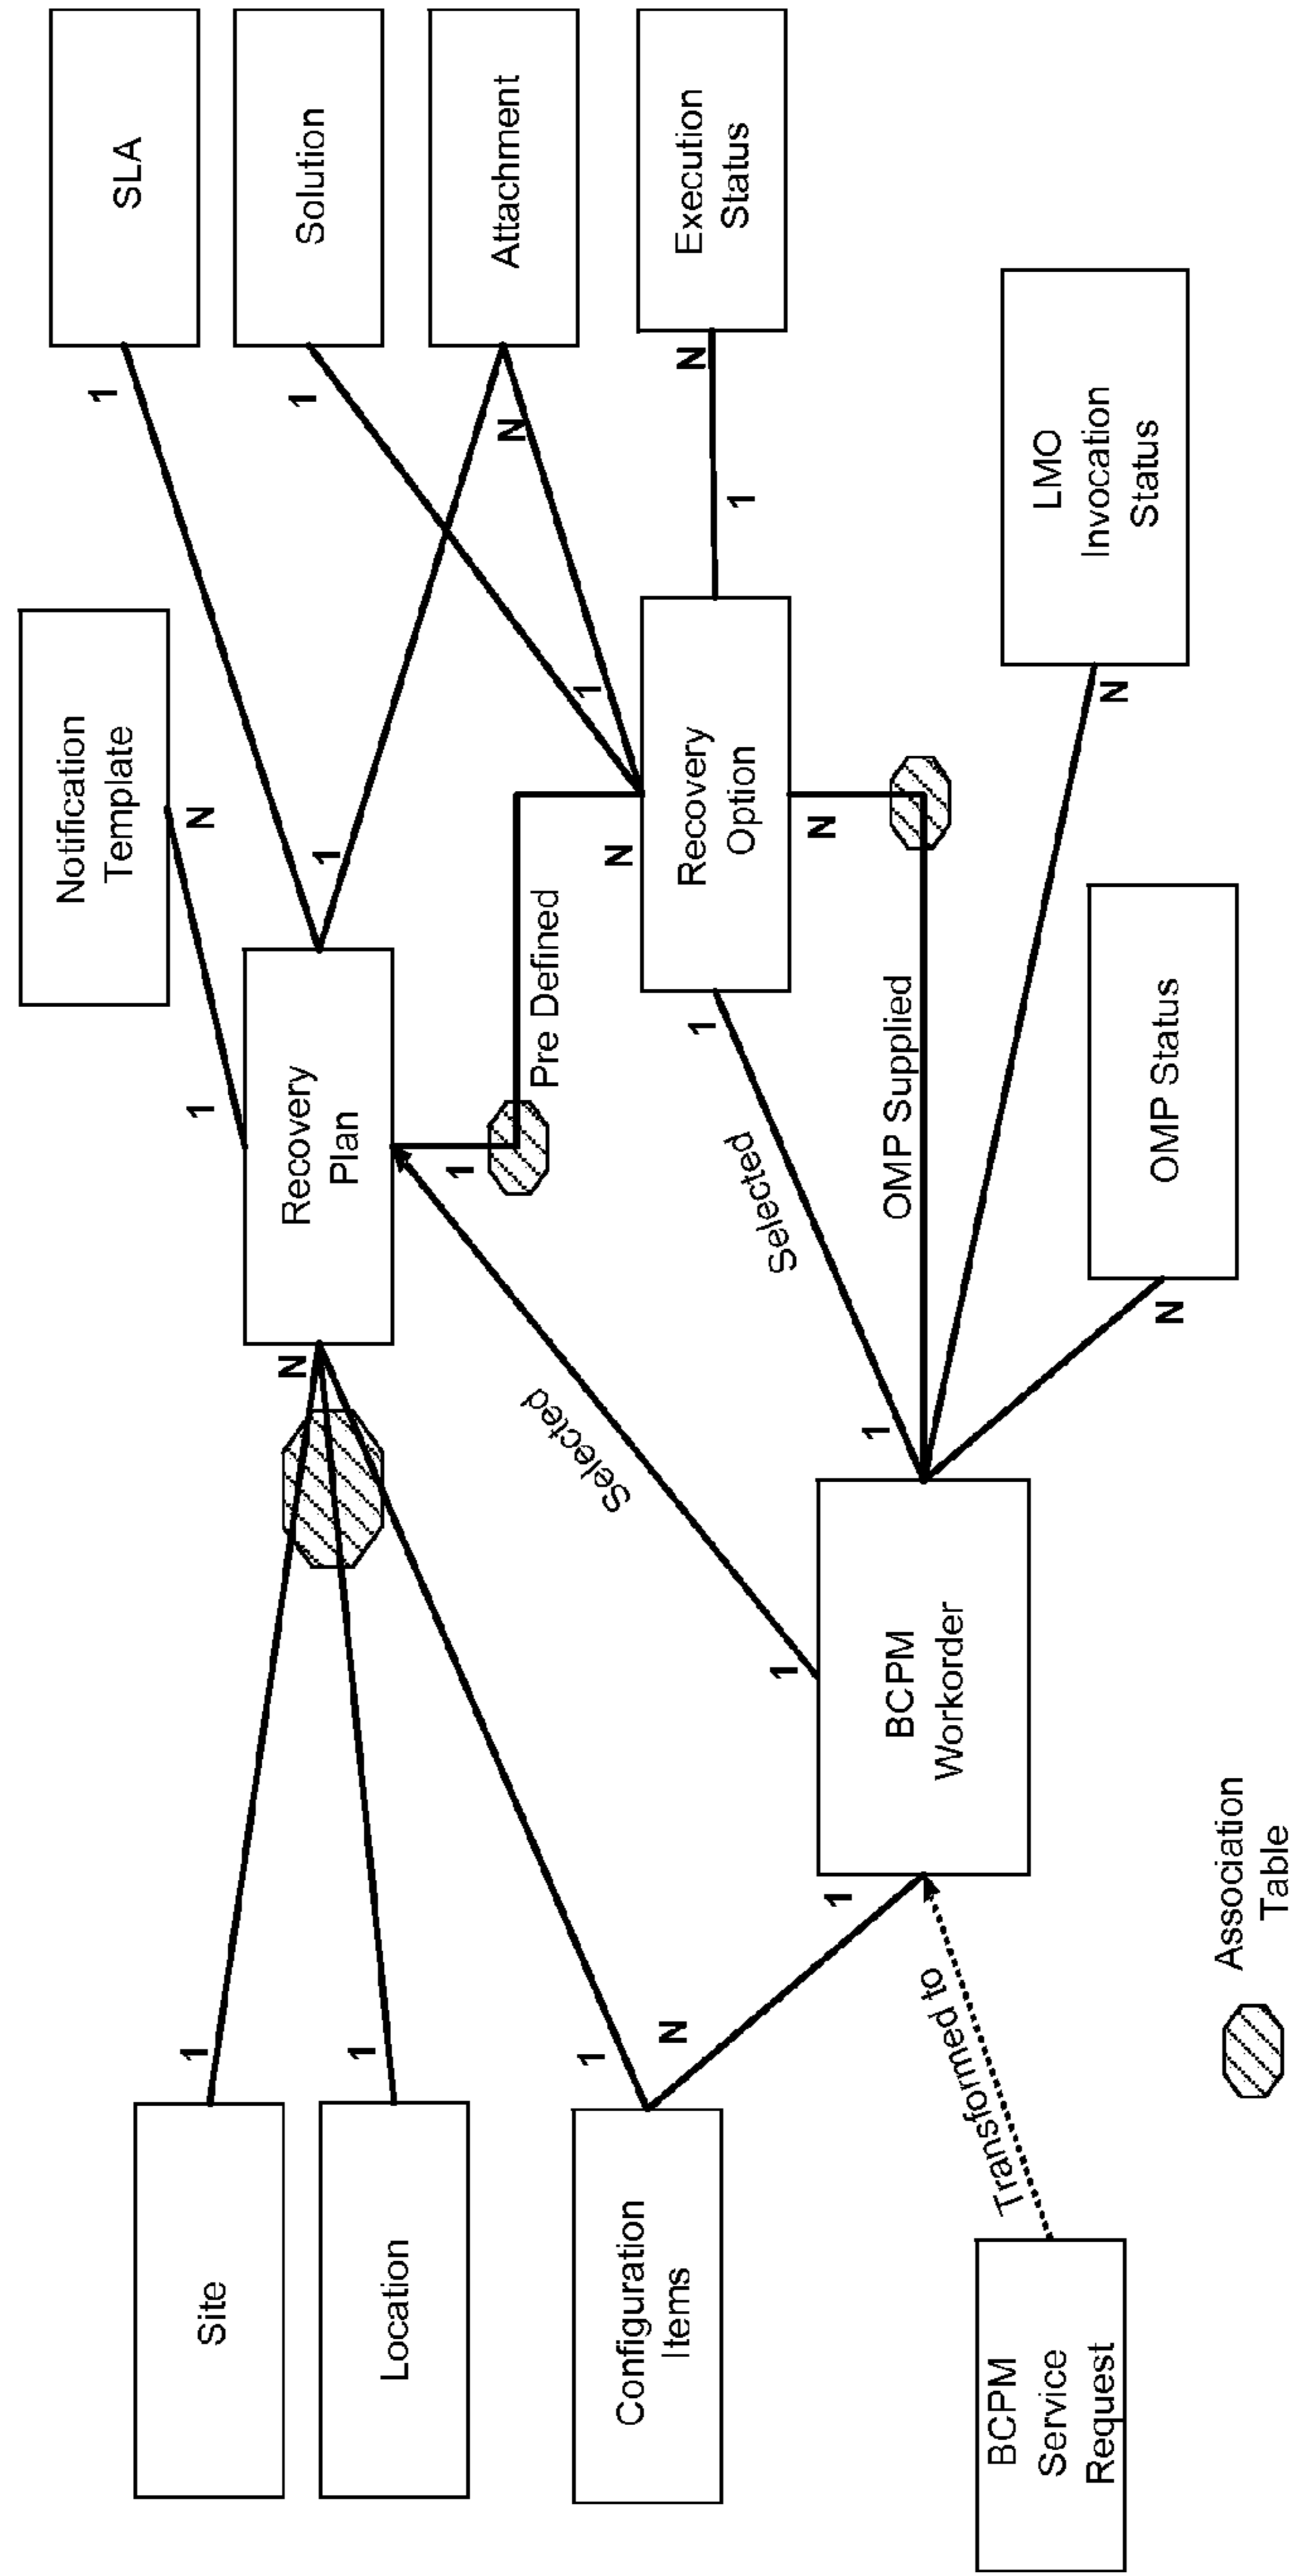 Notification
Template
N
SLA
1
Solution
1
Attachment
N
Execution
Status
N
1
1
Recovery
Plan
1
1
N
Pre Defined
N
1
Recovery
Option
1
N
Selected
Selected
OMP Supplied
LMO
Invocation
Status
N
OMP Status
N
Site
1
Location
1
Configuration
Items
1
N
BCPM
Workorder
1
1
1
Transformed to
BCPM
Service
Request
Association
Table